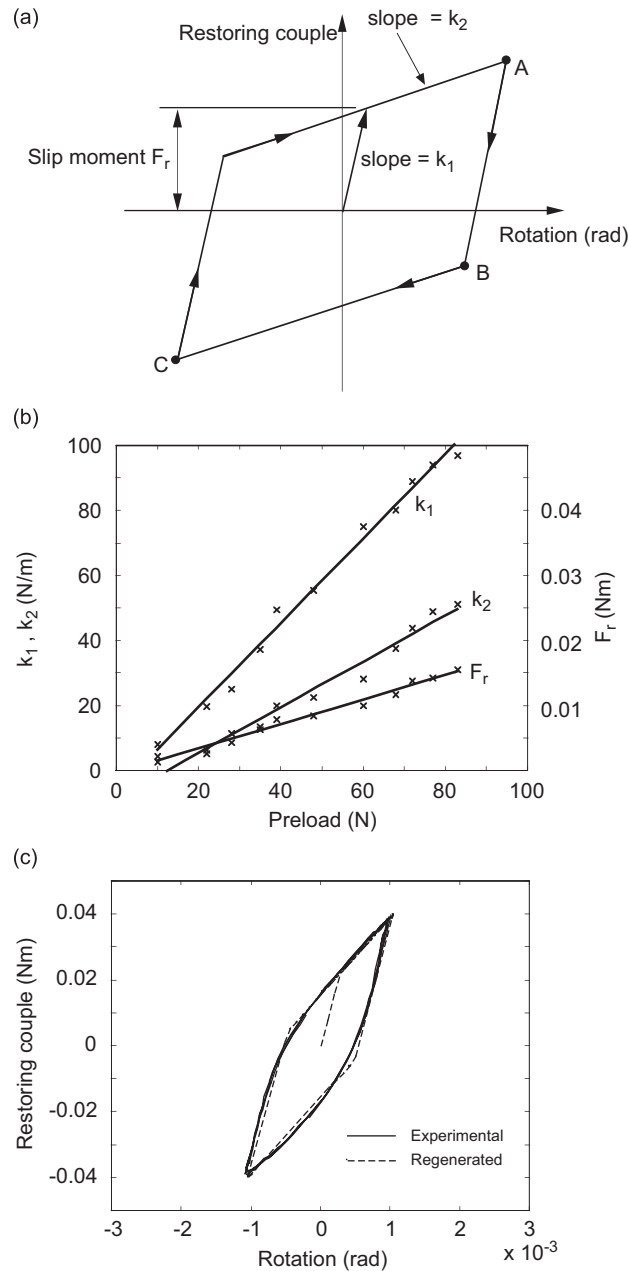 (a)
Restoring couple
slope = k₂
A
Slip moment Fᵣ
slope = k₁
Rotation (rad)
B
C
(b)
k₁ , k₂ (N/m)
100
80
60
40
20
0
k₁
k₂
Fᵣ
0.04
0.03
0.02
0.01
Fᵣ (Nm)
0 20 40 60 80 100
Preload (N)
(c)
Restoring couple (Nm)
0.04
0.02
0
-0.02
-0.04
Experimental
Regenerated
-3 -2 -1 0 1 2 3
Rotation (rad)
x 10⁻³